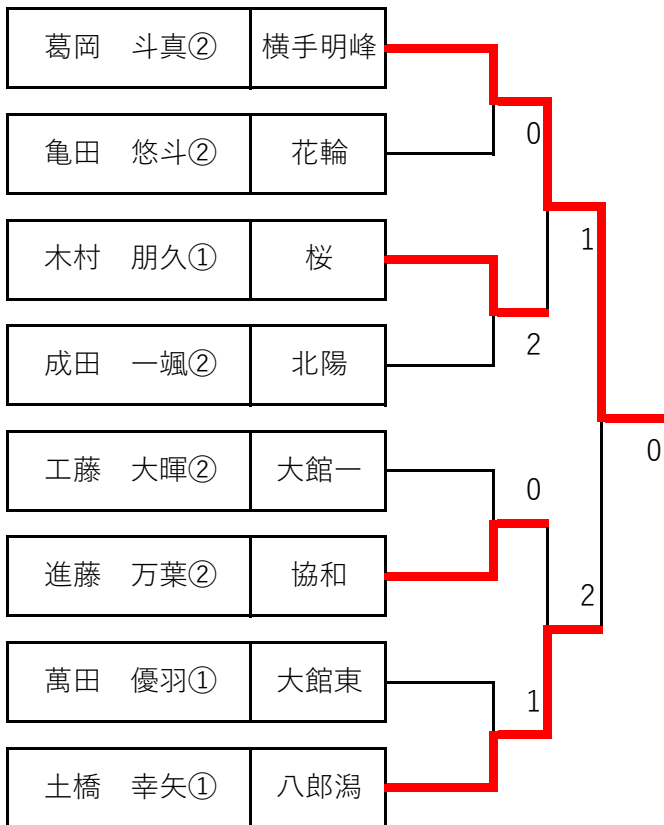 葛岡　斗真② 横手明峰
0
亀田　悠斗② 花輪
1
木村　朋久① 桜
2
成田　一颯② 北陽
0
工藤　大暉② 大館一
0
進藤　万葉② 協和
2
萬田　優羽① 大館東
1
土橋　幸矢① 八郎潟